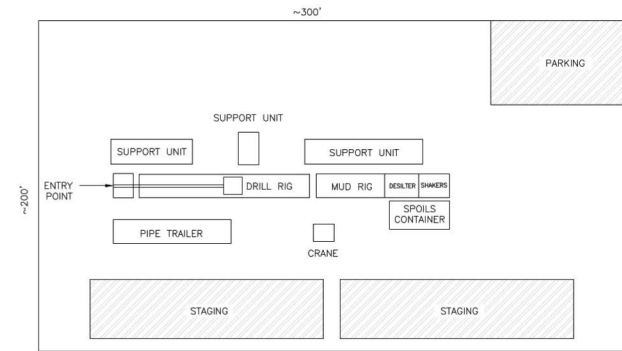 ~300'
PARKING
SUPPORT UNIT
SUPPORT UNIT
SUPPORT UNIT
~200'
ENTRY
POINT
DRILL RIG
MUD RIG
DESILTER
SHAKERS
SPOILS
CONTAINER
PIPE TRAILER
CRANE
STAGING
STAGING